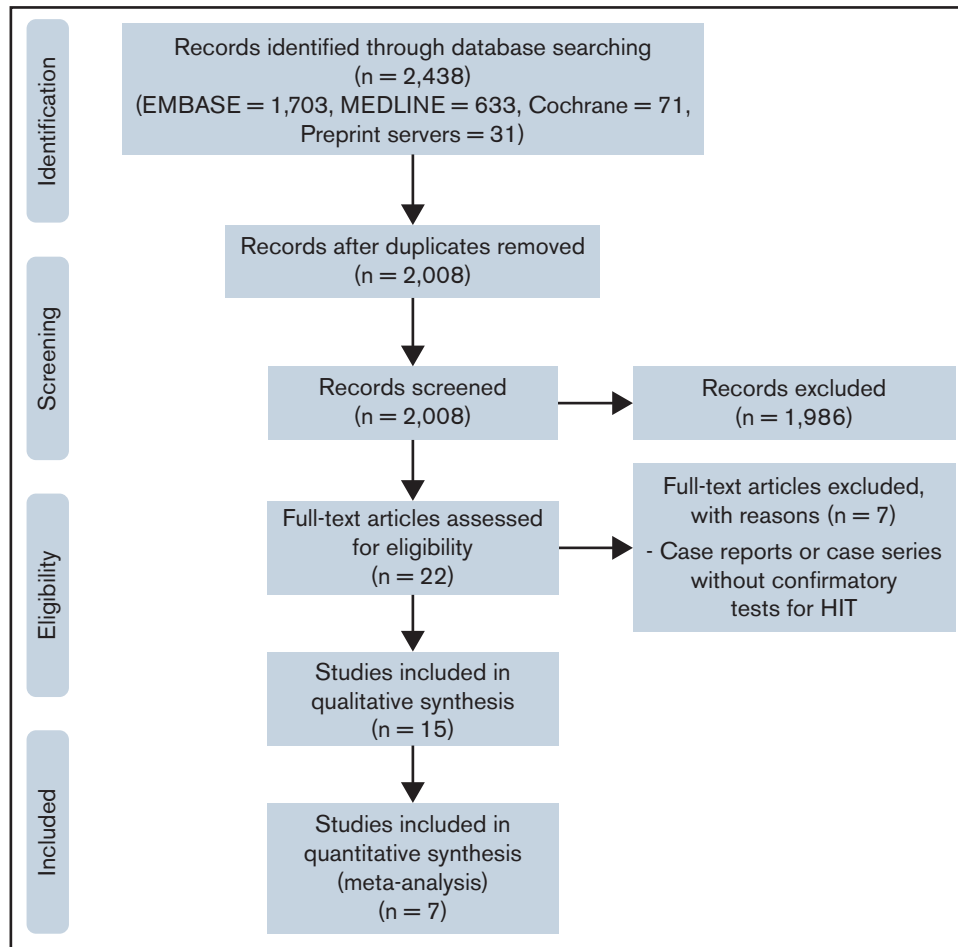 Identification
Records identified through database searching
(n = 2,438)
(EMBASE = 1,703, MEDLINE = 633, Cochrane = 71,
Preprint servers = 31)
Screening
Records after duplicates removed
(n = 2,008)
Records screened
(n = 2,008)
Records excluded
(n = 1,986)
Eligibility
Full-text articles assessed
for eligibility
(n = 22)
Full-text articles excluded,
with reasons (n = 7)
- Case reports or case series
without confirmatory
tests for HIT
Studies included in
qualitative synthesis
(n = 15)
Included
Studies included in
quantitative synthesis
(meta-analysis)
(n = 7)